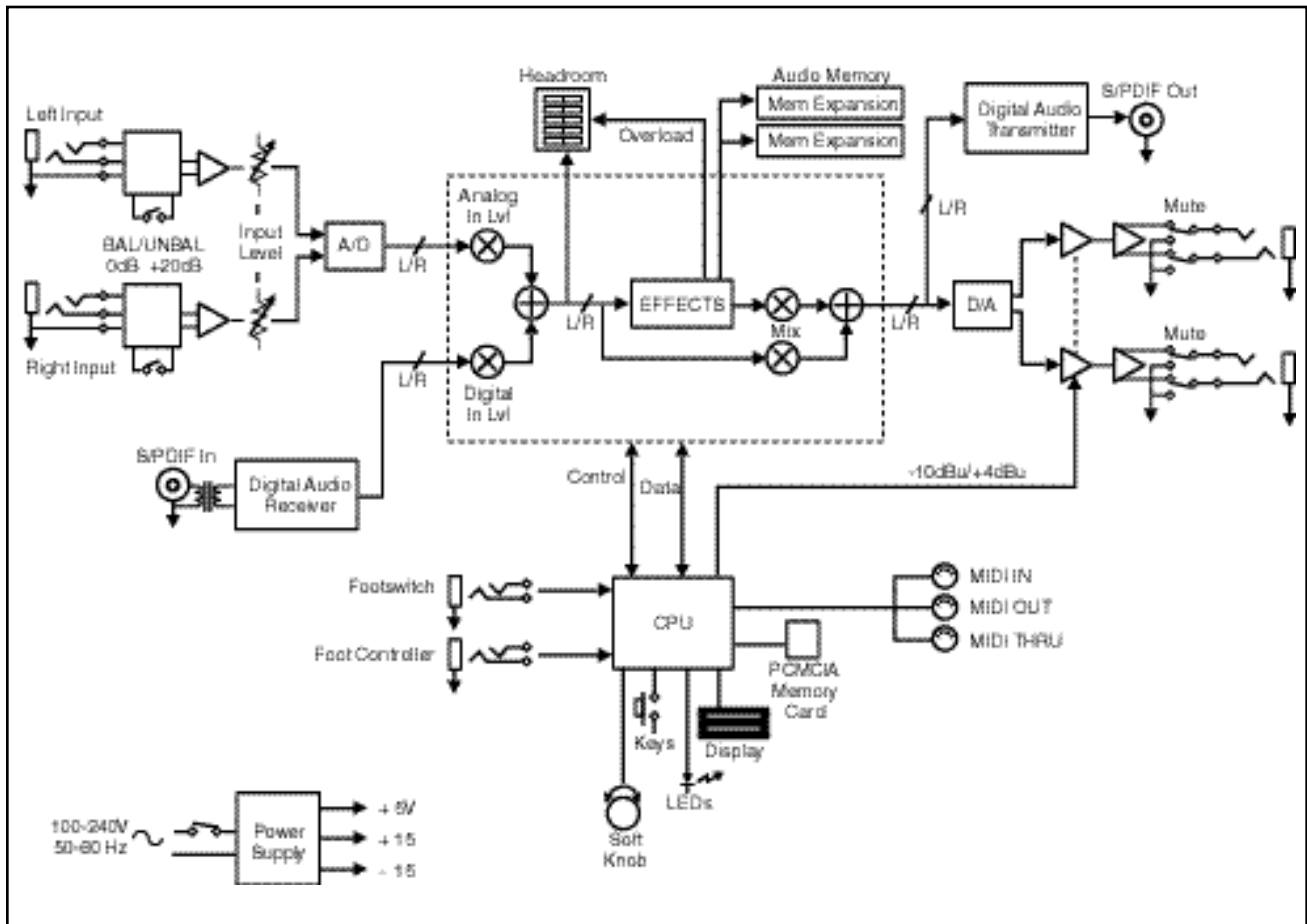 Headroom
Audio Memory
Mem Expansion
Mem Expansion
Overload
Digital Audio
Transmitter
S/PDIF Out
Left Input
BAL/UNBAL
0dB +20dB
Input
Level
Right Input
A/D
L/R
Analog
In Lvl
L/R
EFFECTS
Mix
L/R
L/R
D/A
Mute
Mute
L/R
Digital
In Lvl
S/PDIF In
Digital Audio
Receiver
Control
Data
-10dBu/+4dBu
Footswitch
Foot Controller
CPU
MIDI IN
MIDI OUT
MIDI THRU
PCMCIA
Memory
Card
Keys
Display
LEDs
Soft
Knob
100-240V
50-60 Hz
Power
Supply
+ 5V
+ 15
- 15